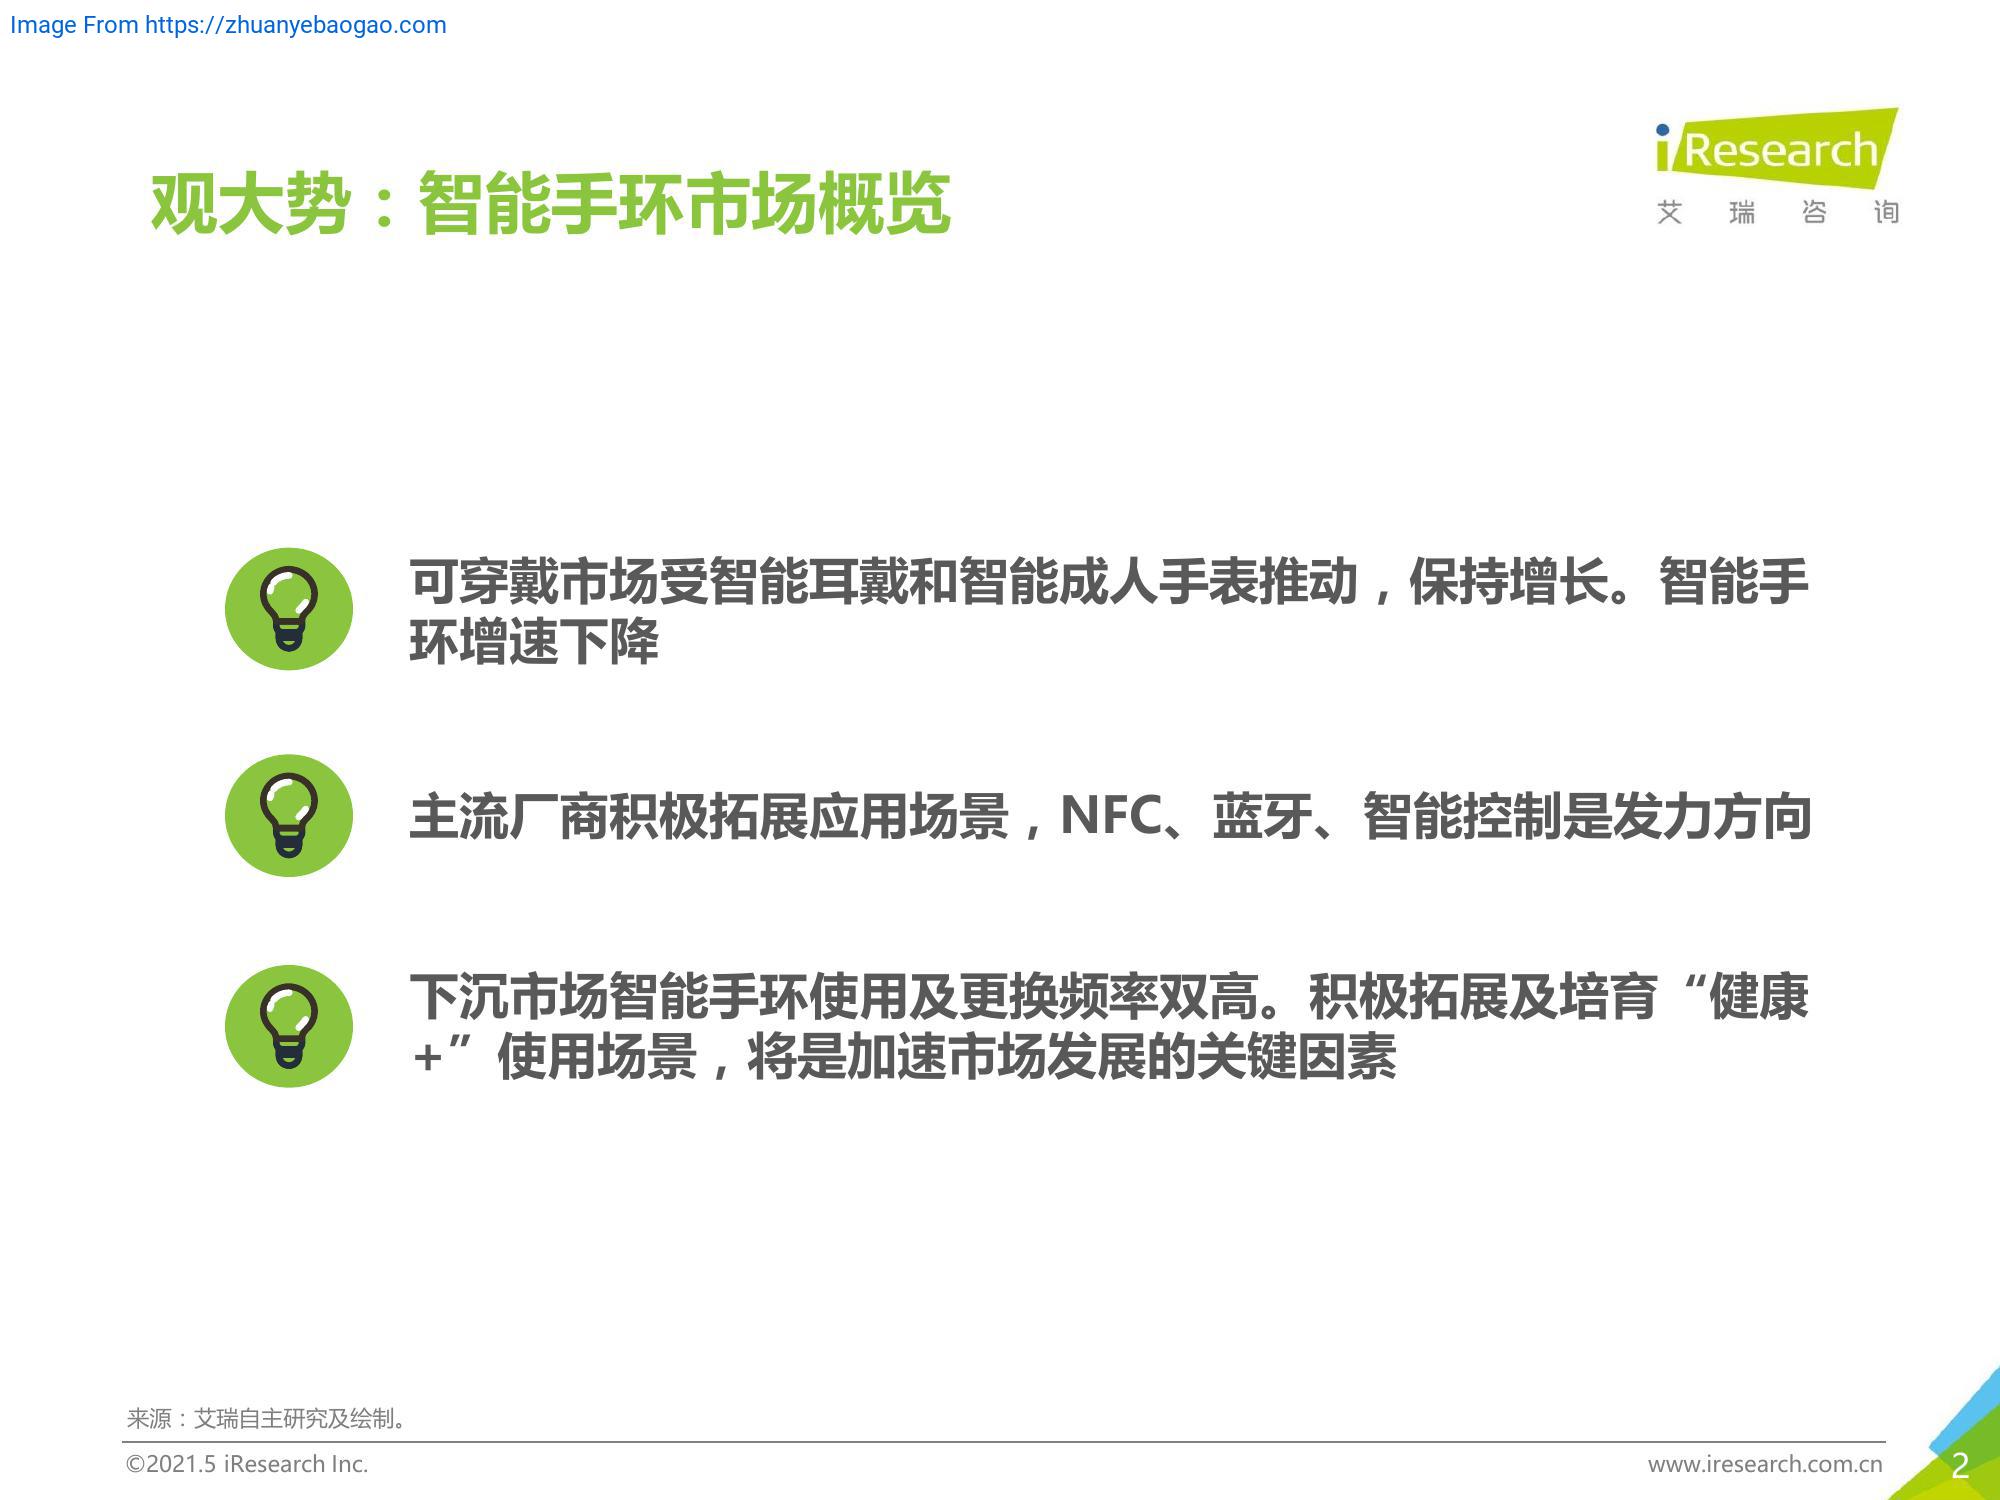 Image From https://zhuanyebaogao.com
iResearch
艾瑞咨询
观大势：智能手环市场概览
可穿戴市场受智能耳戴和智能成人手表推动，保持增长。智能手
环增速下降
主流厂商积极拓展应用场景，NFC、蓝牙、智能控制是发力方向
下沉市场智能手环使用及更换频率双高。积极拓展及培育“健康
+”使用场景，将是加速市场发展的关键因素
来源：艾瑞自主研究及绘制。
©2021.5 iResearch Inc.
www.iresearch.com.cn
2